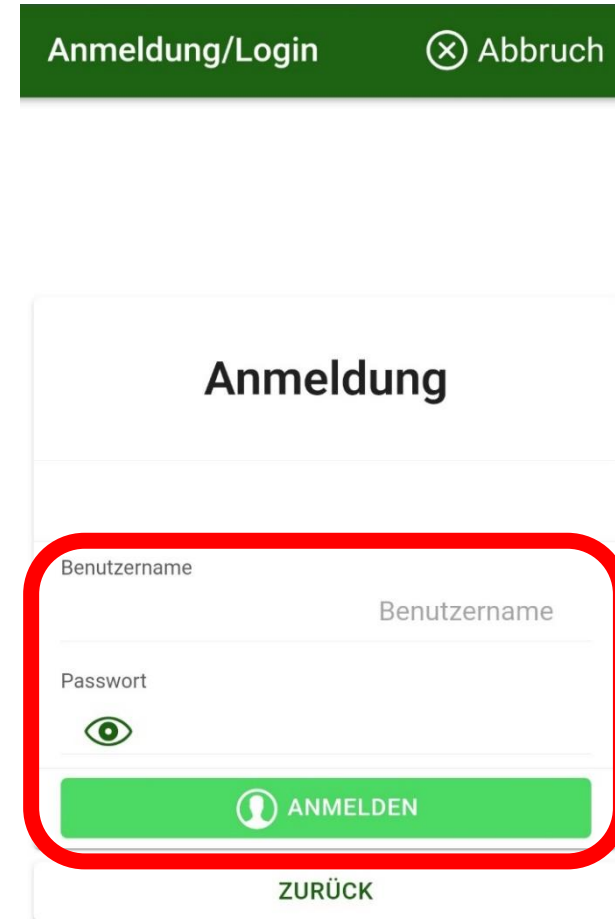 Anmeldung/Login
Abbruch
Anmeldung
Benutzername
Benutzername
Passwort
ANMELDEN
ZURÜCK